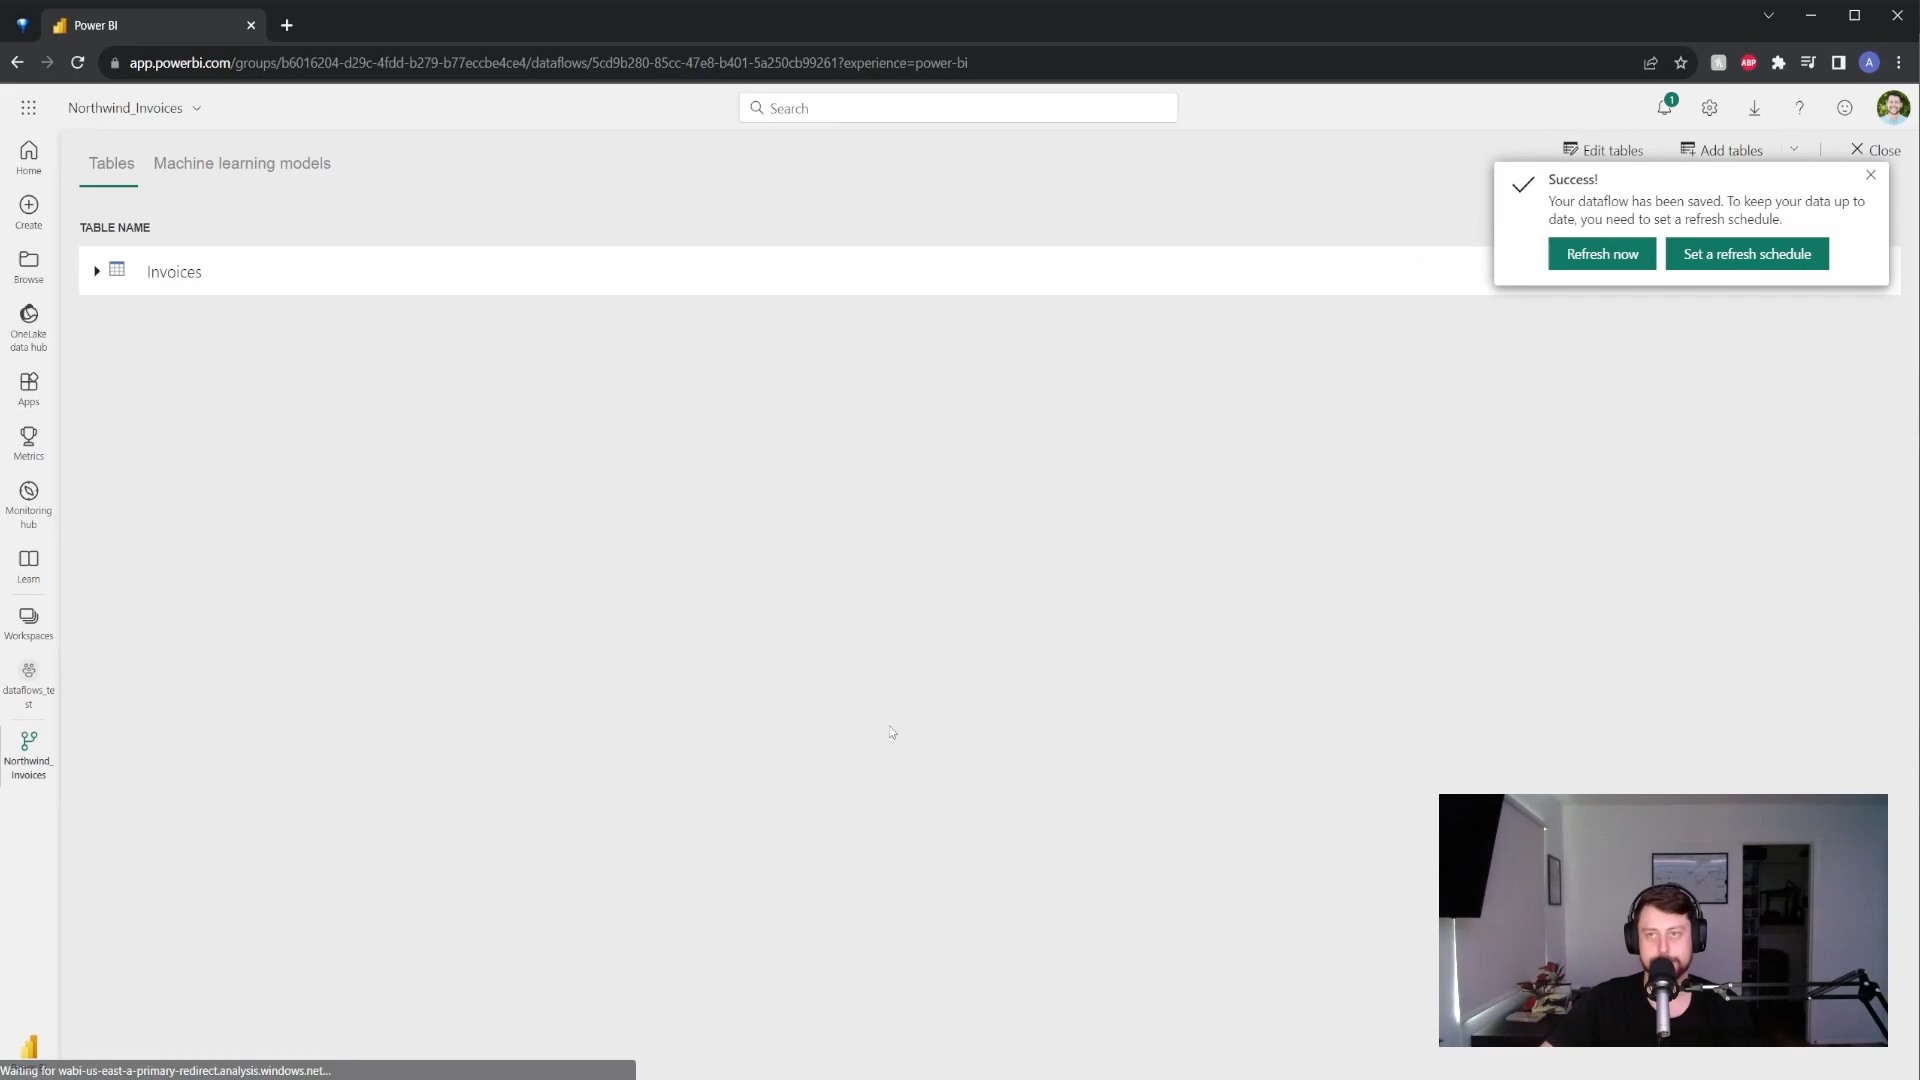 Power BI
app.powerbi.com/groups/b6016204-d29c-4fdd-b279-b77eccbe4ce4/dataflows/5cd9b280-85cc-47e8-b401-5a250cb99261?experience=power-bi
ABP
A
Northwind_Invoices
Search
1
Home
Create
Browse
OneLake
data hub
Apps
Metrics
Monitoring
hub
Learn
Workspaces
dataflows_te
st
Northwind_
Invoices
Tables Machine learning models
Edit tables Add tables Close
TABLE NAME
Invoices
Success!
Your dataflow has been saved. To keep your data up to
date, you need to set a refresh schedule.
Refresh now Set a refresh schedule
Waiting for wabi-us-east-a-primary-redirect.analysis.windows.net...